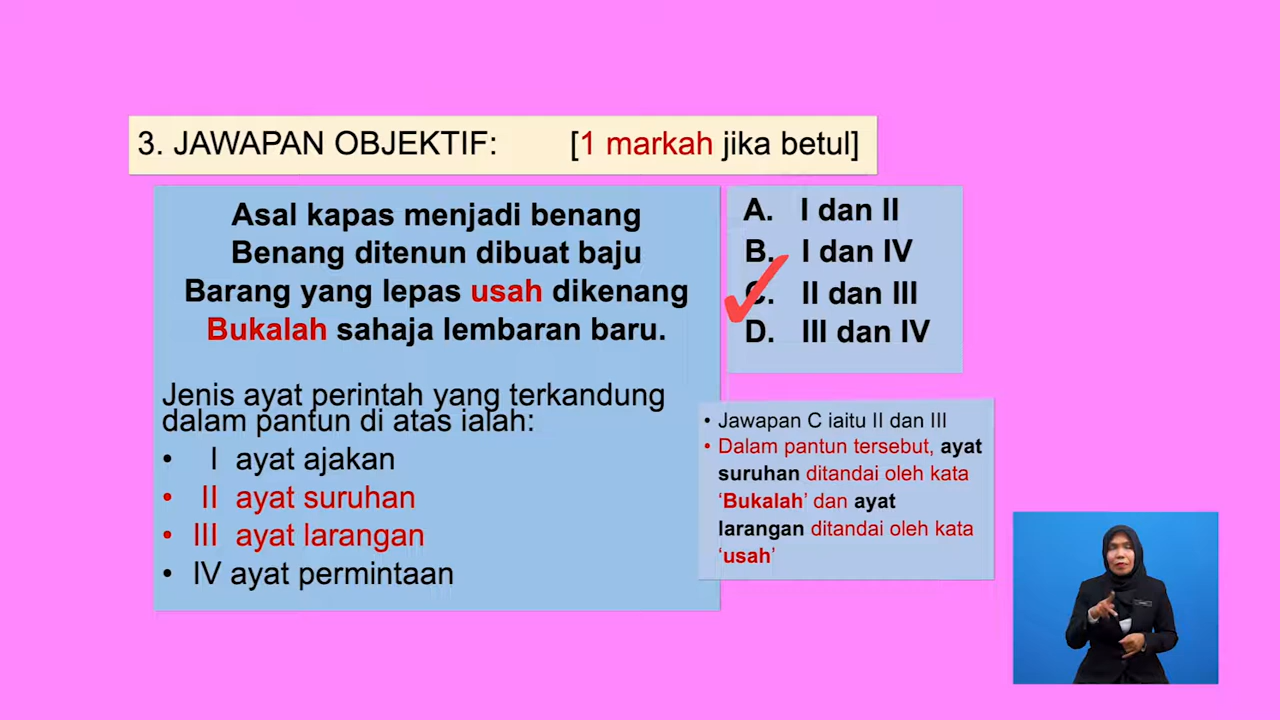 3. JAWAPAN OBJEKTIF: [1 markah jika betul]
Asal kapas menjadi benang
Benang ditenun dibuat baju
Barang yang lepas usah dikenang
Bukalah sahaja lembaran baru.
Jenis ayat perintah yang terkandung
dalam pantun di atas ialah:
• I ayat ajakan
• II ayat suruhan
• III ayat larangan
• IV ayat permintaan
A. I dan II
B. I dan IV
C. II dan III
D. III dan IV
• Jawapan C iaitu II dan III
• Dalam pantun tersebut, ayat
suruhan ditandai oleh kata
‘Bukalah’ dan ayat
larangan ditandai oleh kata
‘usah’